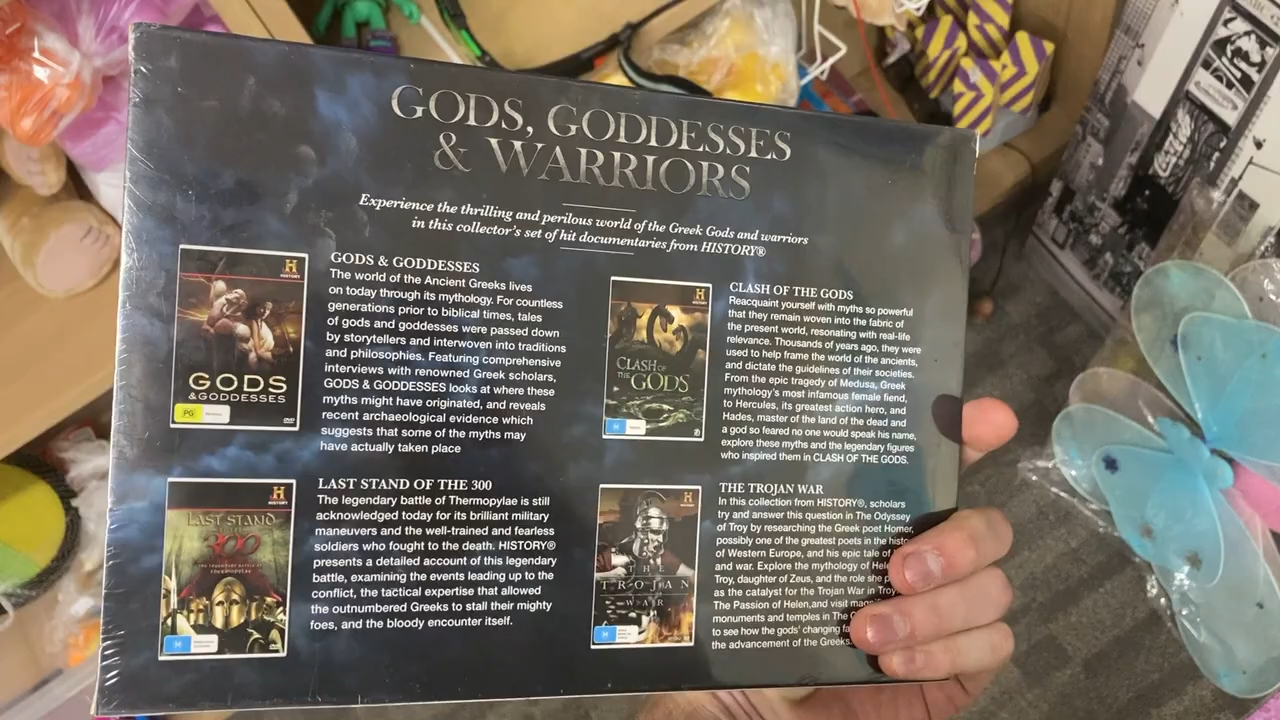 GODS, GODDESSES
& WARRIORS
Experience the thrilling and perilous world of the Greek Gods and warriors
in this collector's set of hit documentaries from HISTORY®
H
HISTORY
GODS
& GODDESSES
PG
DVD
GODS & GODDESSES
The world of the Ancient Greeks lives
on today through its mythology. For countless
generations prior to biblical times, tales
of gods and goddesses were passed down
by storytellers and interwoven into traditions
and philosophies. Featuring comprehensive
interviews with renowned Greek scholars,
GODS & GODDESSES looks at where these
myths might have originated, and reveals
recent archaeological evidence which
suggests that some of the myths may
have actually taken place
H
HISTORY
CLASH OF
THE GODS
M
CLASH OF THE GODS
Reacquaint yourself with myths so powerful
that they remain woven into the fabric of
the present world, resonating with real-life
relevance. Thousands of years ago, they were
used to help frame the world of the ancients,
and dictate the guidelines of their societies.
From the epic tragedy of Medusa, Greek
mythology's most infamous female fiend,
to Hercules, its greatest action hero, and
Hades, master of the land of the dead and
a god so feared no one would speak his name,
explore these myths and the legendary figures
who inspired them in CLASH OF THE GODS.
H
HISTORY
LAST STAND
300
THE LEGENDARY BATTLE OF
THERMOPYLAE
M
LAST STAND OF THE 300
The legendary battle of Thermopylae is still
acknowledged today for its brilliant military
maneuvers and the well-trained and fearless
soldiers who fought to the death. HISTORY®
presents a detailed account of this legendary
battle, examining the events leading up to the
conflict, the tactical expertise that allowed
the outnumbered Greeks to stall their mighty
foes, and the bloody encounter itself.
H
HISTORY
THE
TROJAN
WAR
M
THE TROJAN WAR
In this collection from HISTORY®, scholars
try and answer this question in The Odyssey
of Troy by researching the Greek poet Homer,
possibly one of the greatest poets in the
of Western Europe, and his epic tale of
and war. Explore the mythology of
Troy, daughter of Zeus, and the role she
as the catalyst for the Trojan War in Troy
The Passion of Helen,and visit
monuments and temples in The
to see how the gods' changing
the advancement of the Greeks.